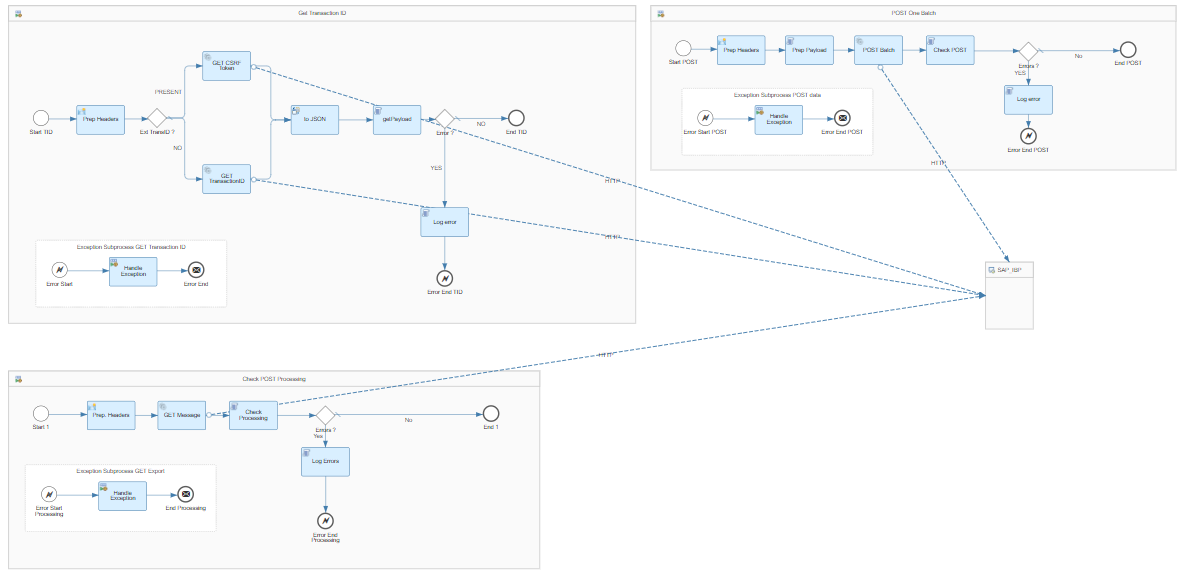 Get Transaction ID
GET CSRF
Token
PRESENT
Start TID
Prep Headers
Ext TransID ?
to JSON
getPayload
Error ?
NO
End TID
NO
GET
TransactionID
YES
Log error
Error End TID
Exception Subprocess GET Transaction ID
Error Start
Handle
Exception
Error End
HTTP
HTTP
POST One Batch
Start POST
Prep Headers
Prep Payload
POST Batch
Check POST
Errors ?
YES
No
End POST
Log error
Error End POST
Exception Subprocess POST data
Error Start POST
Handle
Exception
Error End POST
HTTP
SAP_IBP
HTTP
Check POST Processing
Start 1
Prep. Headers
GET Message
Check
Processing
Errors ?
Yes
No
End 1
Log Errors
Error End
Processing
Exception Subprocess GET Export
Error Start
Processing
Handle
Exception
End Processing